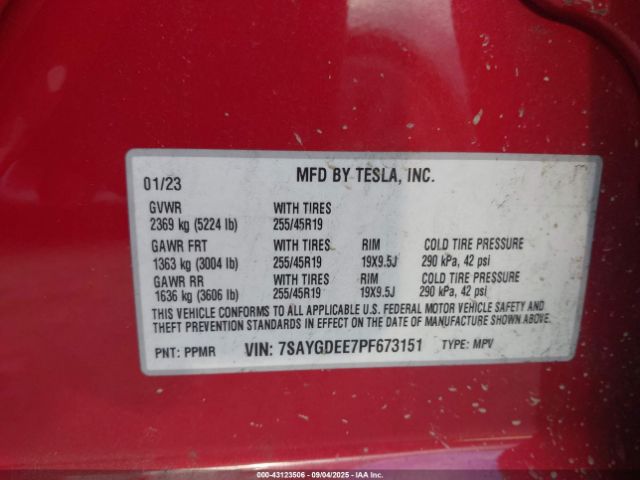 01/23 MFD BY TESLA, INC.
GVWR WITH TIRES
2369 kg (5224 lb) 255/45R19
GAWR FRT WITH TIRES RIM COLD TIRE PRESSURE
1363 kg (3004 lb) 255/45R19 19X9.5J 290 kPa, 42 psi
GAWR RR WITH TIRES RIM COLD TIRE PRESSURE
1636 kg (3606 lb) 255/45R19 19X9.5J 290 kPa, 42 psi
THIS VEHICLE CONFORMS TO ALL APPLICABLE U.S. FEDERAL MOTOR VEHICLE SAFETY AND
THEFT PREVENTION STANDARDS IN EFFECT ON THE DATE OF MANUFACTURE SHOWN ABOVE.
PNT: PPMR VIN: 7SAYGDEE7PF673151 TYPE: MPV
000-43123506 - 09/04/2025 - COPYRIGHT IAA, LLC.